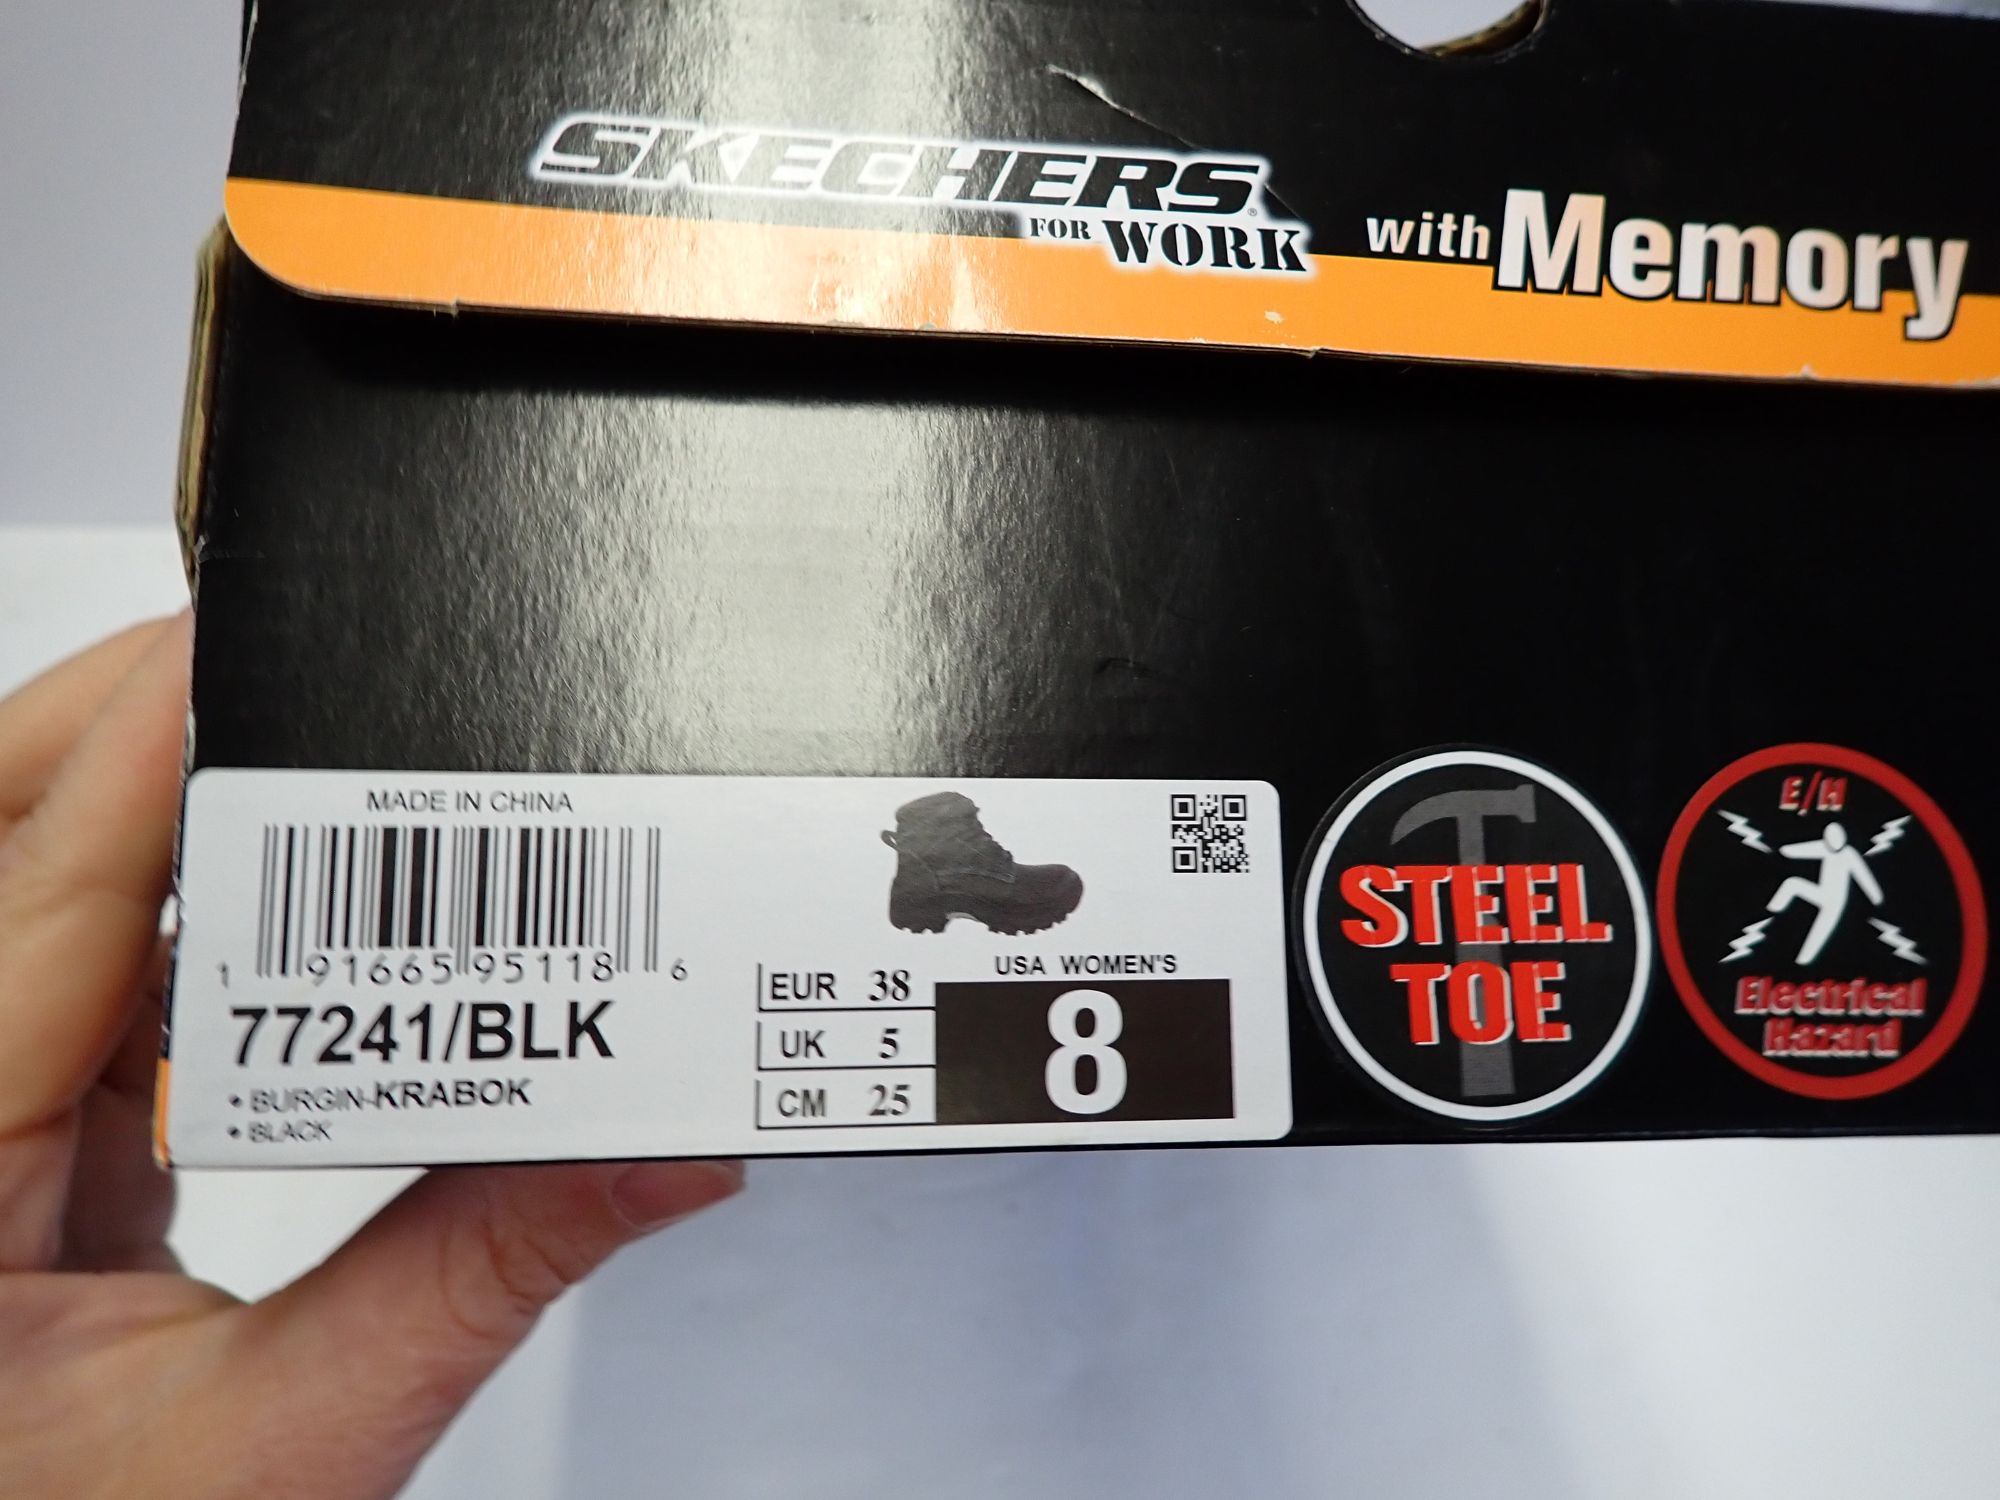 SKECHERS®
FOR WORK
with Memory
MADE IN CHINA
1 91665 95118 6
77241/BLK
• BURGIN-KRABOK
• BLACK
EUR 38
UK 5
CM 25
USA WOMEN'S
8
STEEL
TOE
E/H
Electrical
Hazard